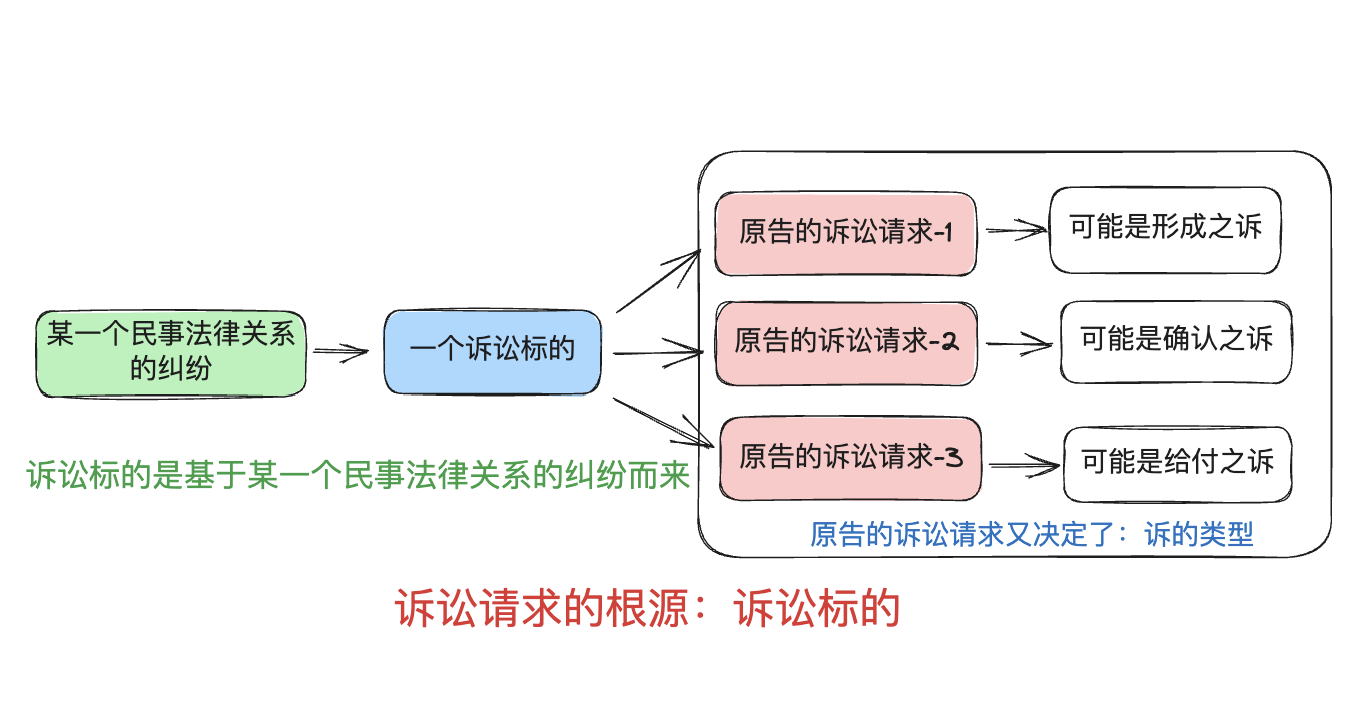 某一个民事法律关系
的纠纷
一个诉讼标的
原告的诉讼请求-1
可能是形成之诉
原告的诉讼请求-2
可能是确认之诉
原告的诉讼请求-3
可能是给付之诉
诉讼标的是基于某一个民事法律关系的纠纷而来
原告的诉讼请求又决定了：诉的类型
诉讼请求的根源：诉讼标的